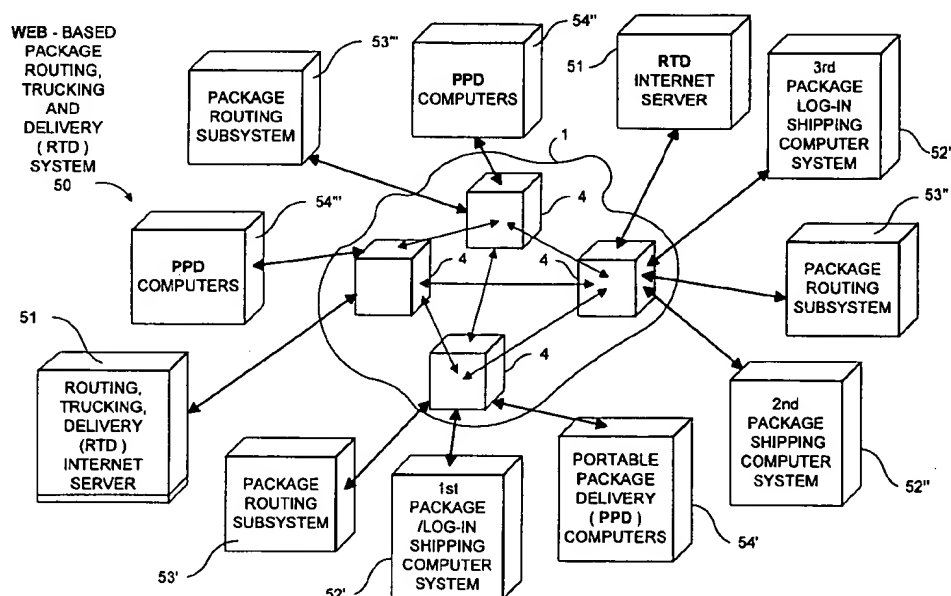 WEB - BASED
PACKAGE
ROUTING,
TRUCKING
AND
DELIVERY
( RTD )
SYSTEM
50
53'''
PACKAGE
ROUTING
SUBSYSTEM
54''
PPD
COMPUTERS
51
RTD
INTERNET
SERVER
3rd
PACKAGE
LOG-IN
SHIPPING
COMPUTER
SYSTEM
52'
1
4
4
4
4
54'''
PPD
COMPUTERS
53''
PACKAGE
ROUTING
SUBSYSTEM
51
ROUTING,
TRUCKING,
DELIVERY
(RTD )
INTERNET
SERVER
2nd
PACKAGE
SHIPPING
COMPUTER
SYSTEM
52''
PACKAGE
ROUTING
SUBSYSTEM
53'
1st
PACKAGE
/LOG-IN
SHIPPING
COMPUTER
SYSTEM
52'
PORTABLE
PACKAGE
DELIVERY
( PPD )
COMPUTERS
54'